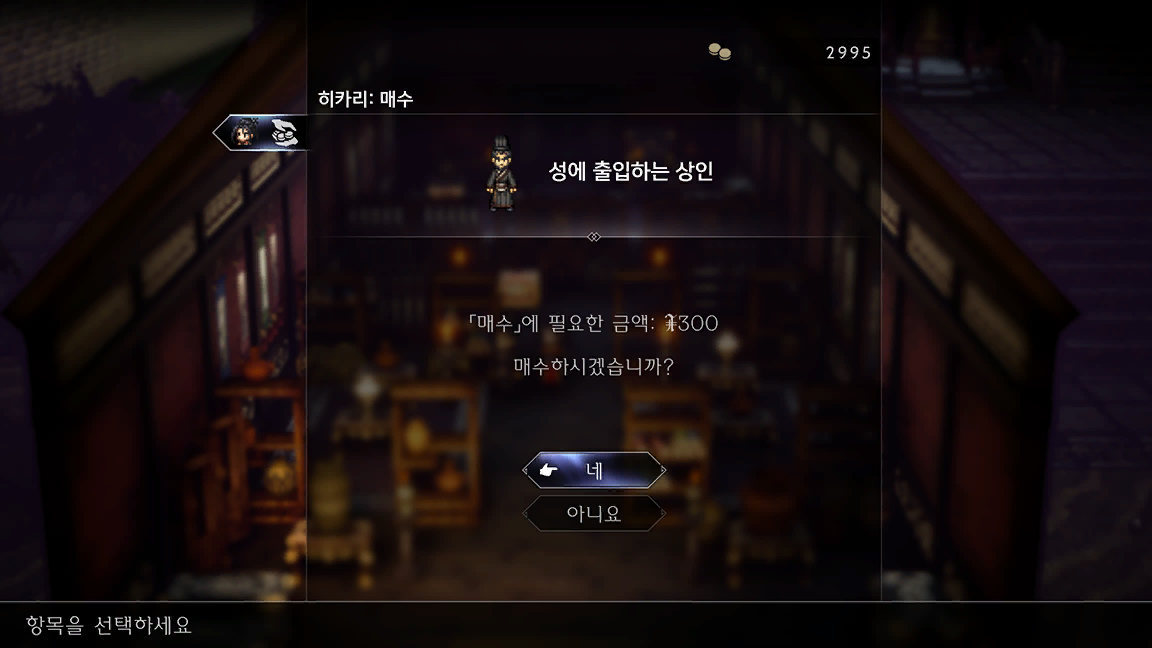 2995
히카리: 매수
성에 출입하는 상인
「매수」에 필요한 금액: 300
매수하시겠습니까?
네
아니요
항목을 선택하세요